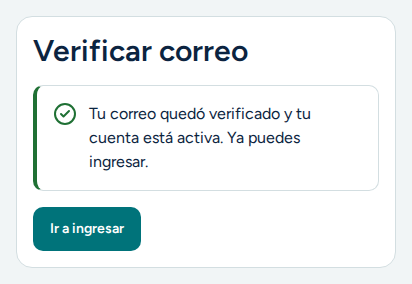 Verificar correo
Tu correo quedó verificado y tu
cuenta está activa. Ya puedes
ingresar.
Ir a ingresar